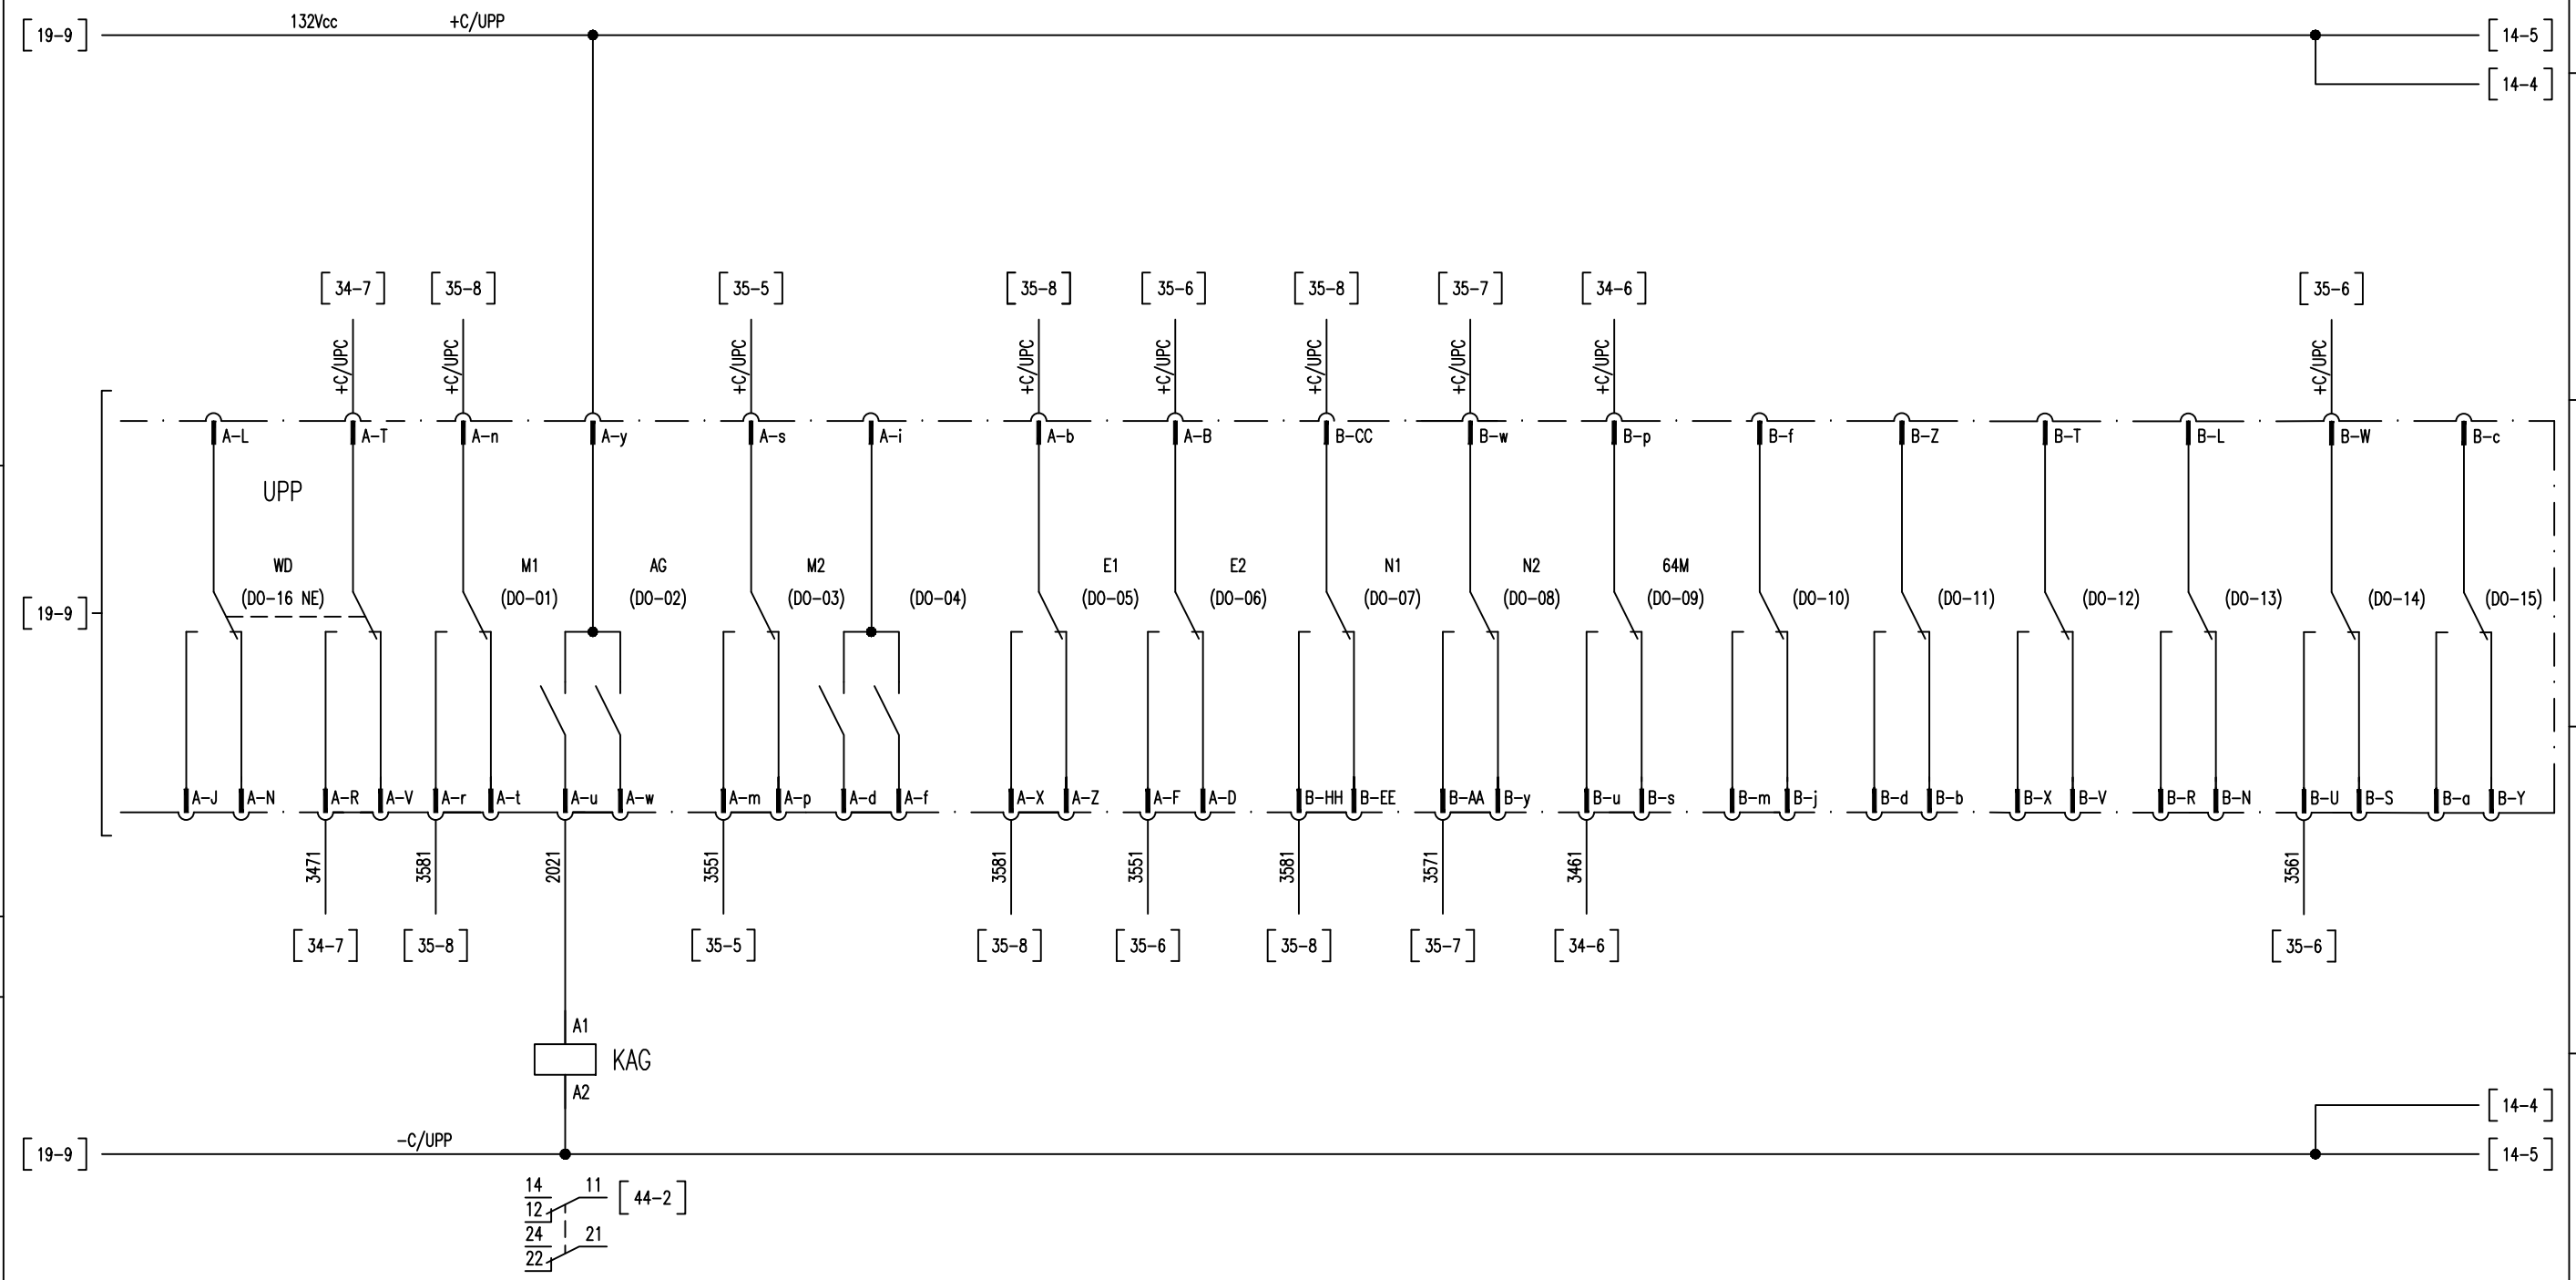 132Vcc +C/UPP
[19-9] [14-5]
[14-4]
[34-7] [35-8] [35-5] [35-8] [35-6] [35-8] [35-7] [34-6] [35-6]
+C/UPC +C/UPC +C/UPC +C/UPC +C/UPC +C/UPC +C/UPC +C/UPC +C/UPC
A-L A-T A-n A-y A-s A-i A-b A-B B-CC B-w B-p B-f B-Z B-T B-L B-W B-c
UPP
WD M1 AG M2 E1 E2 N1 N2 64M
[19-9] (DO-16 NE) (DO-01) (DO-02) (DO-03) (DO-04) (DO-05) (DO-06) (DO-07) (DO-08) (DO-09) (DO-10) (DO-11) (DO-12) (DO-13) (DO-14) (DO-15)
A-J A-N A-R A-V A-r A-t A-u A-w A-m A-p A-d A-f A-X A-Z A-F A-D B-HH B-EE B-AA B-y B-u B-s B-m B-j B-d B-b B-X B-V B-R B-N B-U B-S B-a B-Y
3471 3581 2021 3551 3581 3551 3581 3571 3461 3561
[34-7] [35-8] [35-5] [35-8] [35-6] [35-8] [35-7] [34-6] [35-6]
A1
KAG
A2
[14-4]
-C/UPP
[19-9] [14-5]
14 11 [44-2]
12
24 21
22